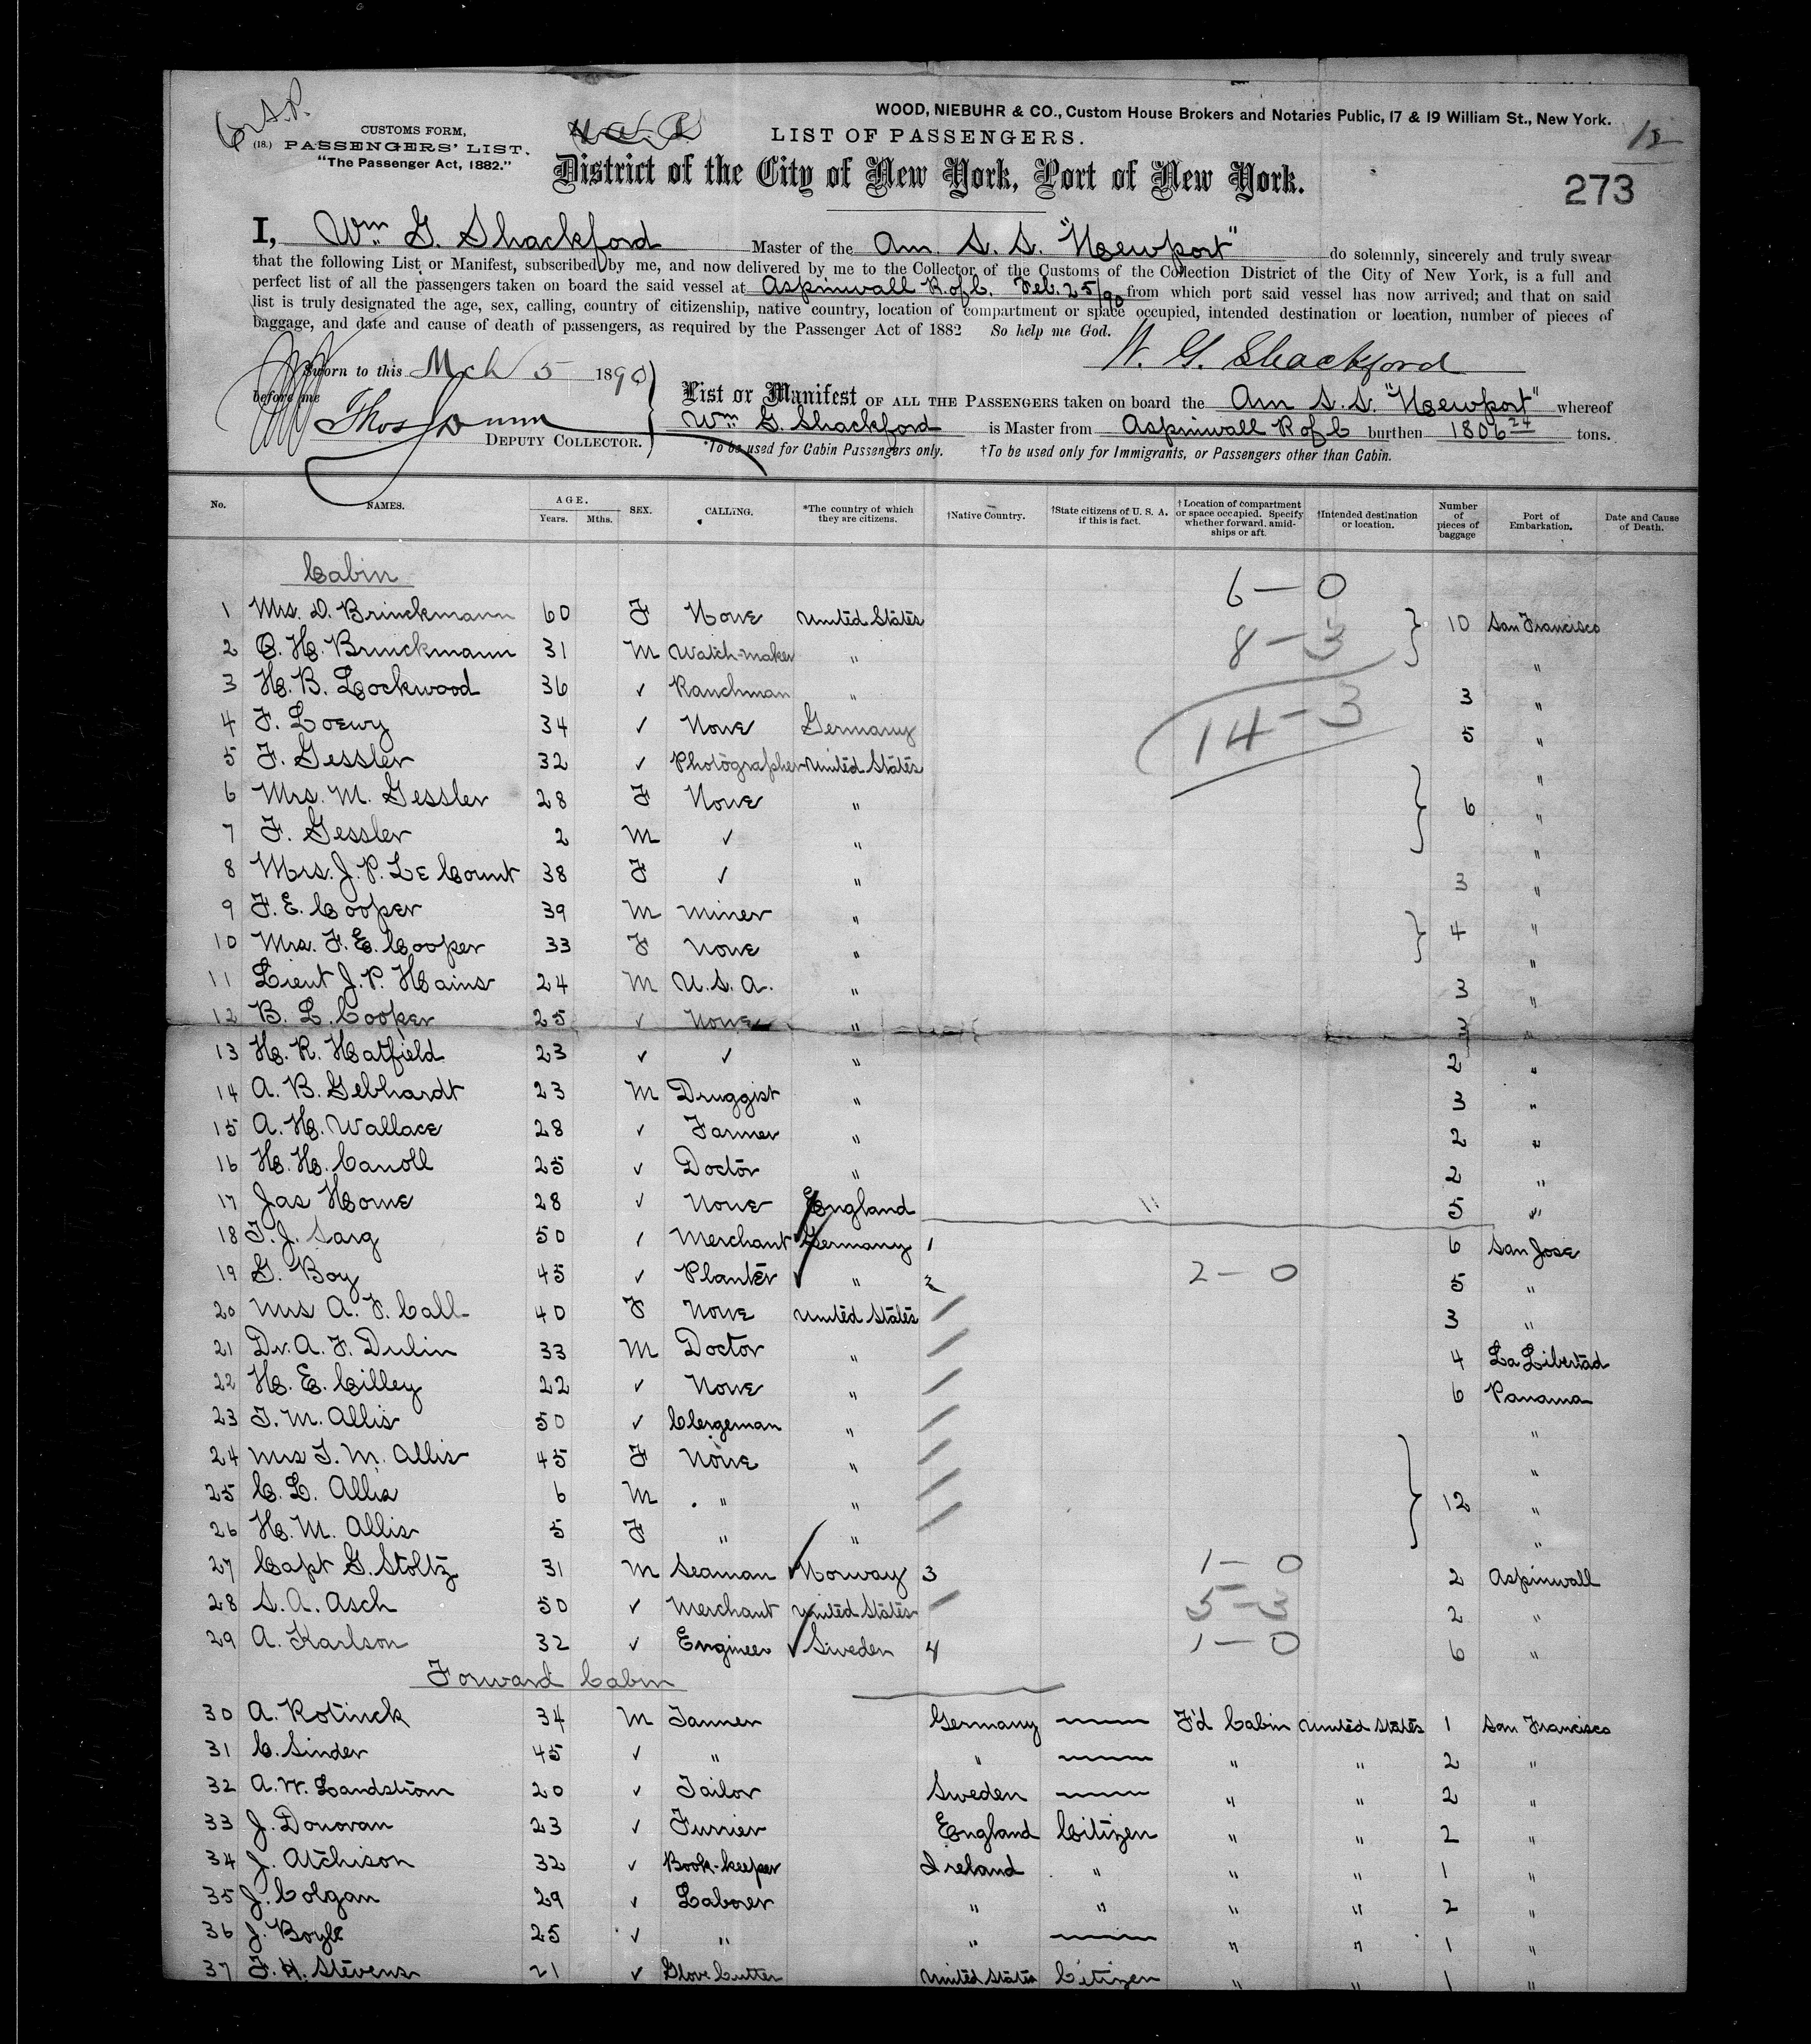 WOOD, NIEBUHR & CO., Custom House Brokers and Notaries Public, 17 & 19 William St., New York.
CUSTOMS FORM,
(18.) PASSENGERS' LIST.
"The Passenger Act, 1882."
LIST OF PASSENGERS.
District of the City of New York, Port of New York.
273
I, Wm G. Shackford Master of the Am. S. S. "Newport" do solemnly, sincerely and truly swear
that the following List or Manifest, subscribed by me, and now delivered by me to the Collector of the Customs of the Collection District of the City of New York, is a full and
perfect list of all the passengers taken on board the said vessel at Aspinwall R. of C. Feb. 25/90 from which port said vessel has now arrived; and that on said
list is truly designated the age, sex, calling, country of citizenship, native country, location of compartment or space occupied, intended destination or location, number of pieces of
baggage, and date and cause of death of passengers, as required by the Passenger Act of 1882 So help me God.
W. G. Shackford
Sworn to this Mch 5 1890
before me
Thos Dunn
DEPUTY COLLECTOR.
List or Manifest OF ALL THE PASSENGERS taken on board the Am S. S. "Newport" whereof
Wm G. Shackford is Master from Aspinwall R of C burthen 1806 24 tons.
*To be used for Cabin Passengers only. †To be used only for Immigrants, or Passengers other than Cabin.
No. NAMES. AGE. Years. Mths. SEX. CALLING. *The country of which they are citizens. †Native Country. †State citizens of U. S. A. if this is fact. †Location of compartment or space occupied. Specify whether forward, amidships or aft. †Intended destination or location. Number of pieces of baggage Port of Embarkation. Date and Cause of Death.
Cabin 6-0
1 Mrs. D. Brinckmann 60 F None United States 10 San Francisco
2 C. H. Brinckmann 31 M Watch-maker " 8-3 "
3 H. B. Lockwood 36 ✓ Ranchman " 3 "
4 F. Loewy 34 ✓ None Germany 14-3 5 "
5 F. Gessler 32 ✓ Photographer United States "
6 Mrs. M. Gessler 28 F None " 6 "
7 F. Gessler 2 M ✓ " "
8 Mrs. J. P. Le Count 38 F ✓ " 3 "
9 F. E. Cooper 39 M Miner " 4 "
10 Mrs. F. E. Cooper 33 F None " "
11 Lieut J. P. Hains 24 M U. S. A. " 3 "
12 B. L. Cooper 25 ✓ None " 3 "
13 H. R. Hatfield 23 ✓ ✓ " 2 "
14 A. B. Gebhardt 23 M Druggist " 3 "
15 A. H. Wallace 28 ✓ Farmer " 2 "
16 H. H. Carroll 25 ✓ Doctor " 2 "
17 Jas Horne 28 ✓ None England 11 5 "
18 T. J. Sarg 50 ✓ Merchant Germany 1 6 San Jose
19 G. Boy 45 ✓ Planter " 2 2-0 5 "
20 Mrs A. F. Call 40 F None United States 3 "
21 Dr. A. F. Dulin 33 M Doctor " 4 La Libertad
22 H. E. Cilley 22 ✓ None " 6 Panama
23 T. M. Allis 50 ✓ Clergeman " "
24 Mrs T. M. Allis 45 F None " "
25 C. L. Allis 6 M " " 12 "
26 H. M. Allis 5 F " " "
27 Capt G. Stoltz 31 M Seaman Norway 3 1-0 2 Aspinwall
28 S. A. Asch 50 ✓ Merchant United States 5-3 2 "
29 A. Karlson 32 ✓ Engineer Sweden 4 1-0 6 "
Forward Cabin
30 A. Rotinck 34 M Tanner Germany F'd Cabin United States 1 San Francisco
31 C. Sinder 45 ✓ " " " " 2 "
32 A. W. Landstrom 20 ✓ Tailor Sweden " " 2 "
33 J. Donovan 23 ✓ Furrier England Citizen " " 2 "
34 J. Atchison 32 ✓ Book-keeper Ireland " " " 1 "
35 J. Colgan 29 ✓ Laborer " " " " 2 "
36 J. Boyle 25 ✓ " " " " 1 "
37 F. H. Stevens 21 ✓ Glove Cutter United States Citizen " " 1 "